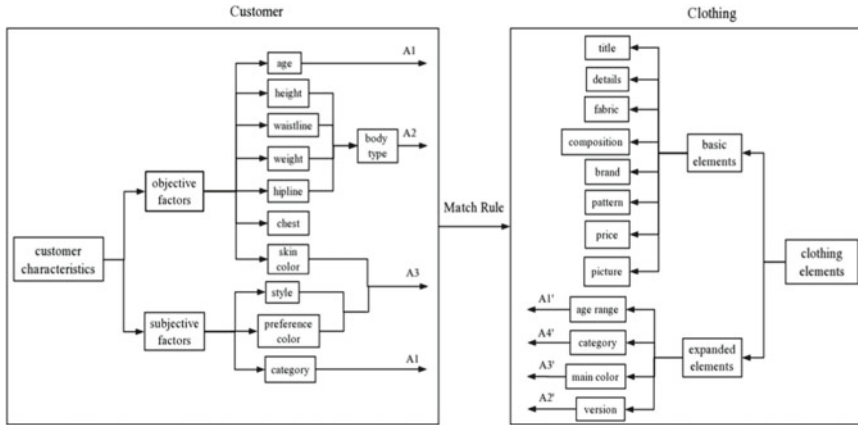 Customer
Clothing
age
A1
height
waistline
body
type
A2
weight
hipline
chest
skin
color
A3
objective
factors
customer
characteristics
subjective
factors
style
preference
color
category
A1
Match Rule
title
details
fabric
composition
brand
pattern
price
picture
basic
elements
clothing
elements
A1'
age range
A4'
category
A3'
main color
A2'
version
expanded
elements